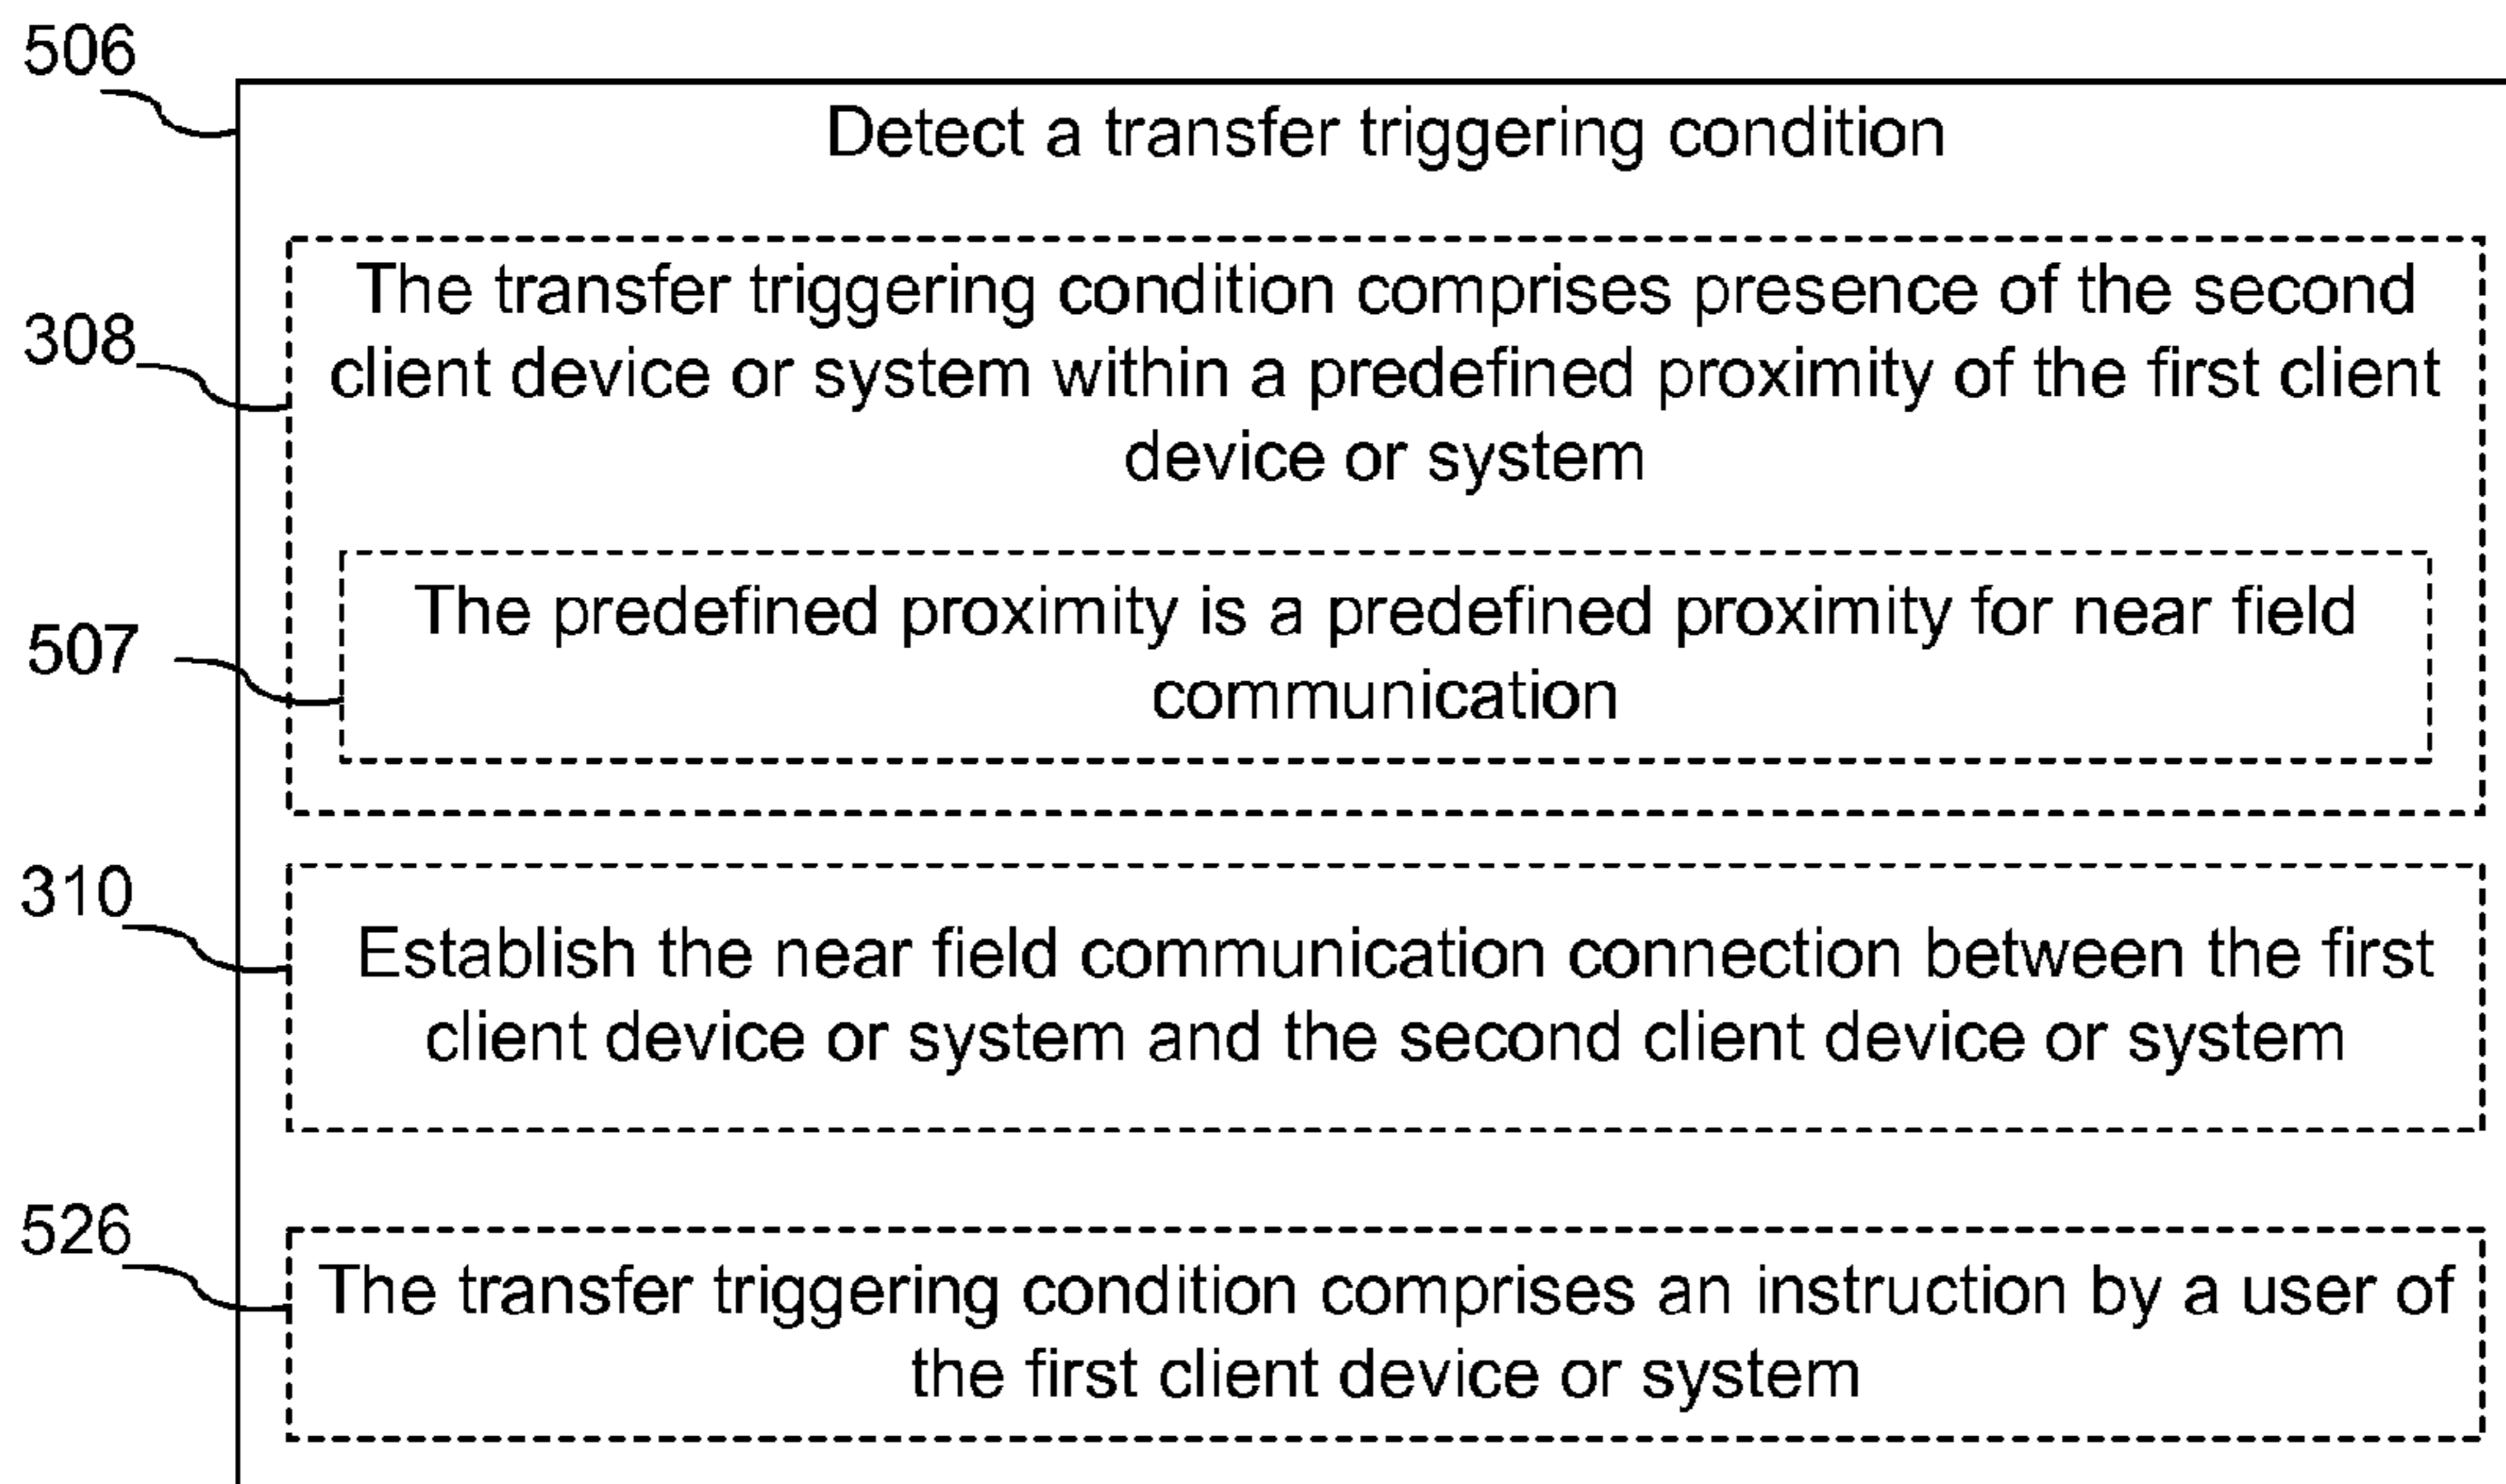 506
Detect a transfer triggering condition
The transfer triggering condition comprises presence of the second
308
client device or system within a predefined proximity of the first client
device or system
The predefined proximity is a predefined proximity for near field
507
communication
310
Establish the near field communication connection between the first
client device or system and the second client device or system
526
The transfer triggering condition comprises an instruction by a user of
the first client device or system